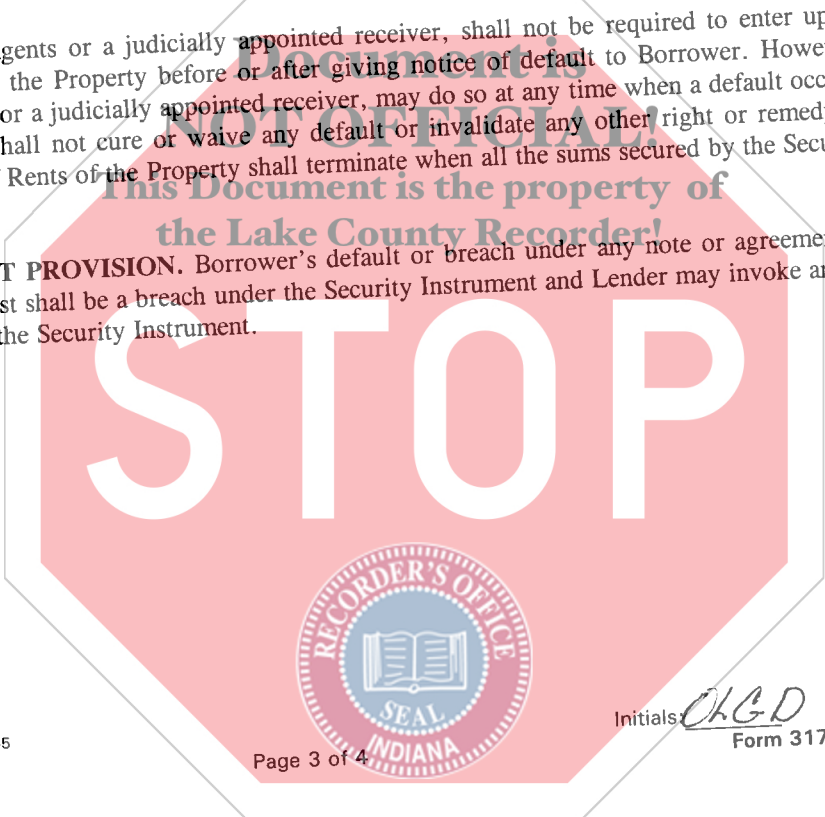 gents or a judicially appointed receiver, shall not be required to enter up
the Property before or after giving notice of default to Borrower. Howe
or a judicially appointed receiver, may do so at any time when a default occ
hall not cure or waive any default or invalidate any other right or remed
Rents of the Property shall terminate when all the sums secured by the Secu
Document is
NOT OFFICIAL!
This Document is the property of
the Lake County Recorder!
T PROVISION. Borrower's default or breach under any note or agreeme
st shall be a breach under the Security Instrument and Lender may invoke an
the Security Instrument.
STOP
RECORDER'S OFFICE
SEAL
INDIANA
Initials: OLGD
5
Page 3 of 4
Form 317